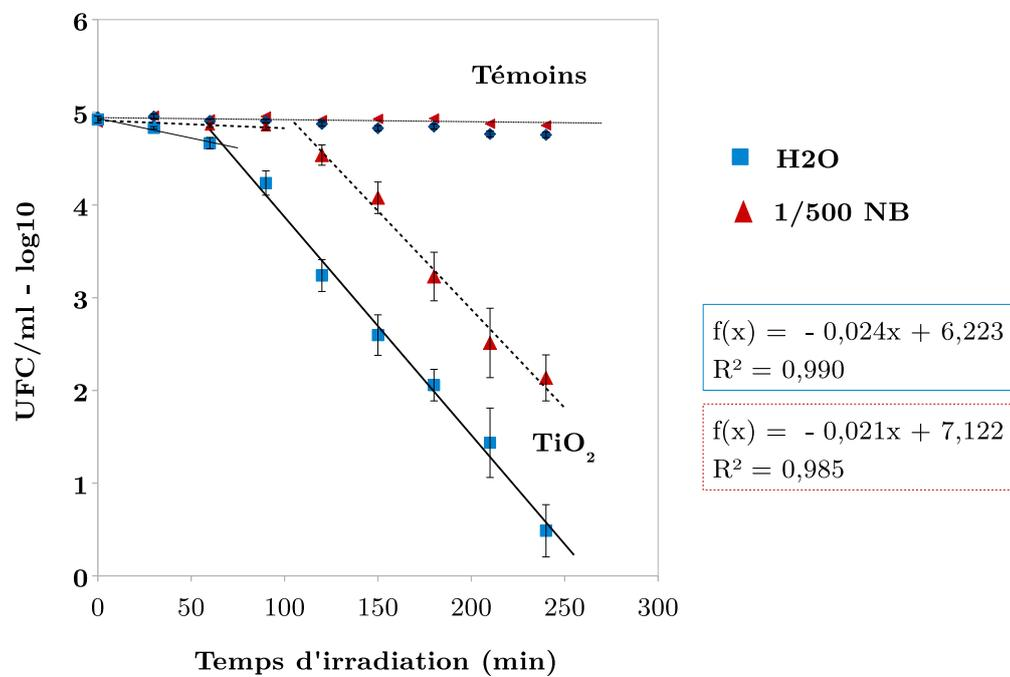 6
5
4
3
2
1
0
UFC/ml - log10
Témoins
TiO₂
0 50 100 150 200 250 300
Temps d'irradiation (min)
H2O
1/500 NB
f(x) = - 0,024x + 6,223
R² = 0,990
f(x) = - 0,021x + 7,122
R² = 0,985